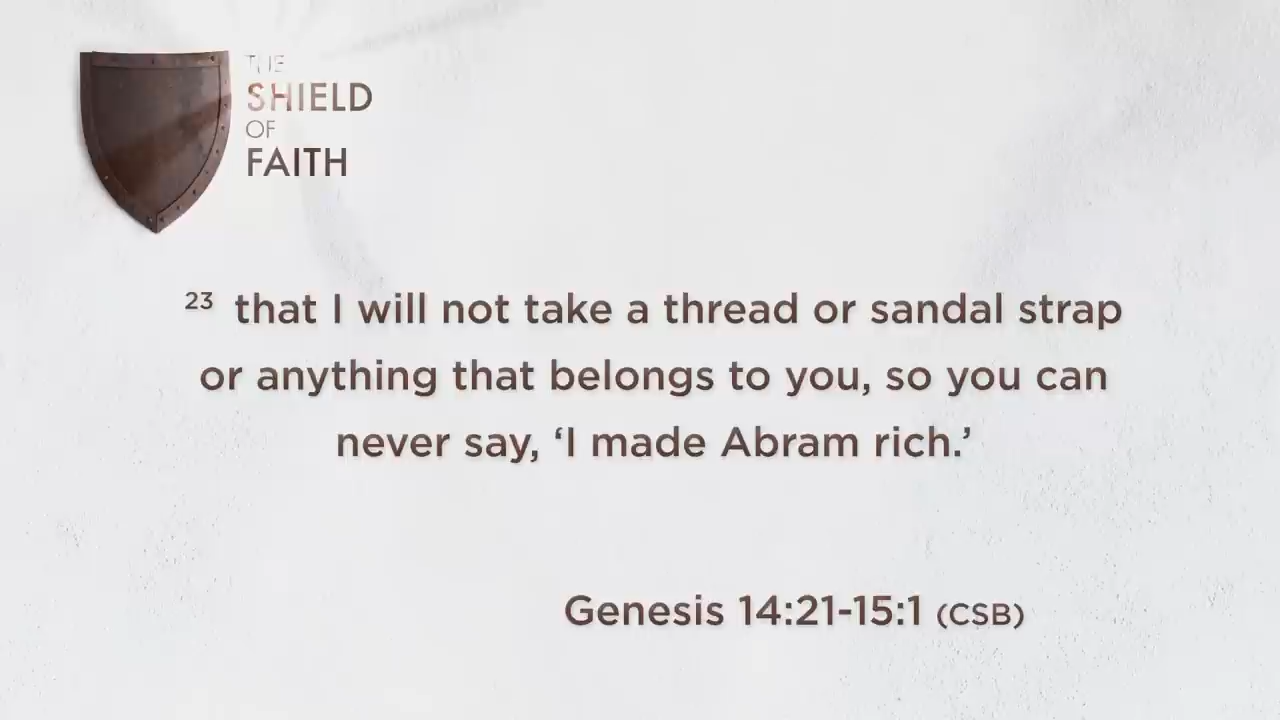 THE
SHIELD
OF
FAITH
23 that I will not take a thread or sandal strap
or anything that belongs to you, so you can
never say, ‘I made Abram rich.’
Genesis 14:21-15:1 (CSB)